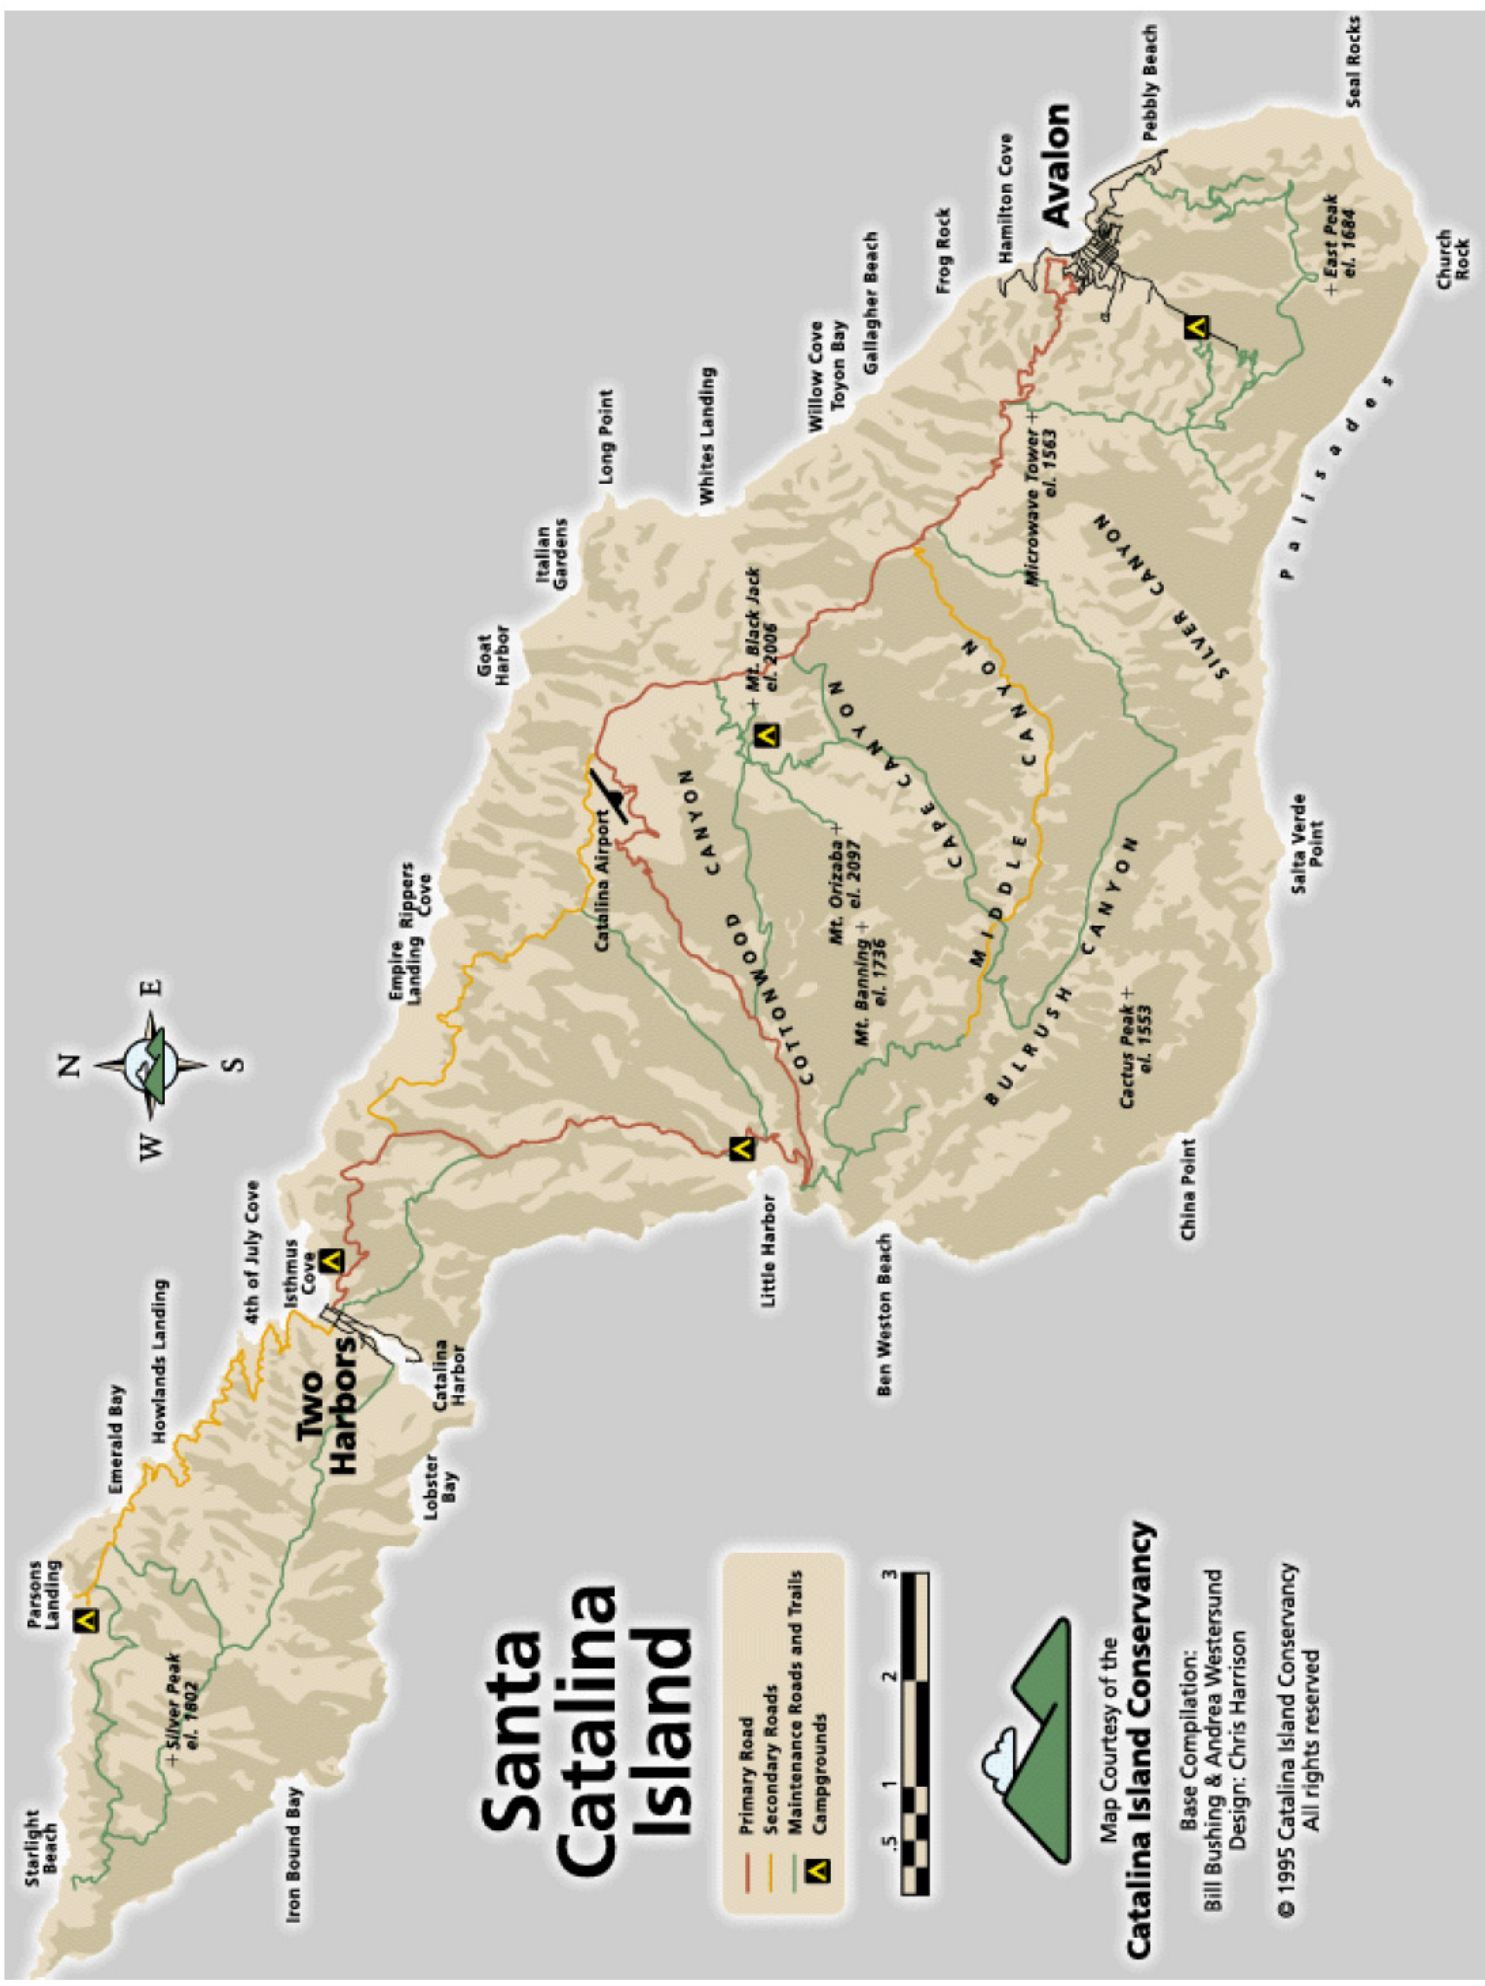 N
W
E
S
Starlight
Beach
Parsons
Landing
Emerald Bay
Howlands Landing
4th of July Cove
Isthmus
Cove
Two
Harbors
+ Silver Peak
el. 1802
Iron Bound Bay
Lobster
Bay
Catalina
Harbor
Empire
Landing
Rippers
Cove
Goat
Harbor
Italian
Gardens
Long Point
Whites Landing
Willow Cove
Toyon Bay
Gallagher Beach
Frog Rock
Hamilton Cove
Avalon
Pebbly Beach
Seal Rocks
Church
Rock
+ East Peak
el. 1684
Palisades
Microwave Tower +
el. 1563
SILVER CANYON
+ Mt. Black Jack
el. 2006
Catalina Airport
COTTONWOOD CANYON
CAPE CANYON
MIDDLE CANYON
BULRUSH CANYON
Mt. Orizaba +
el. 2097
Mt. Banning +
el. 1736
Cactus Peak +
el. 1553
Salta Verde
Point
China Point
Ben Weston Beach
Little Harbor
Santa
Catalina
Island
Primary Road
Secondary Roads
Maintenance Roads and Trails
Campgrounds
.5 1 2 3
Map Courtesy of the
Catalina Island Conservancy
Base Compilation:
Bill Bushing & Andrea Westersund
Design: Chris Harrison
© 1995 Catalina Island Conservancy
All rights reserved